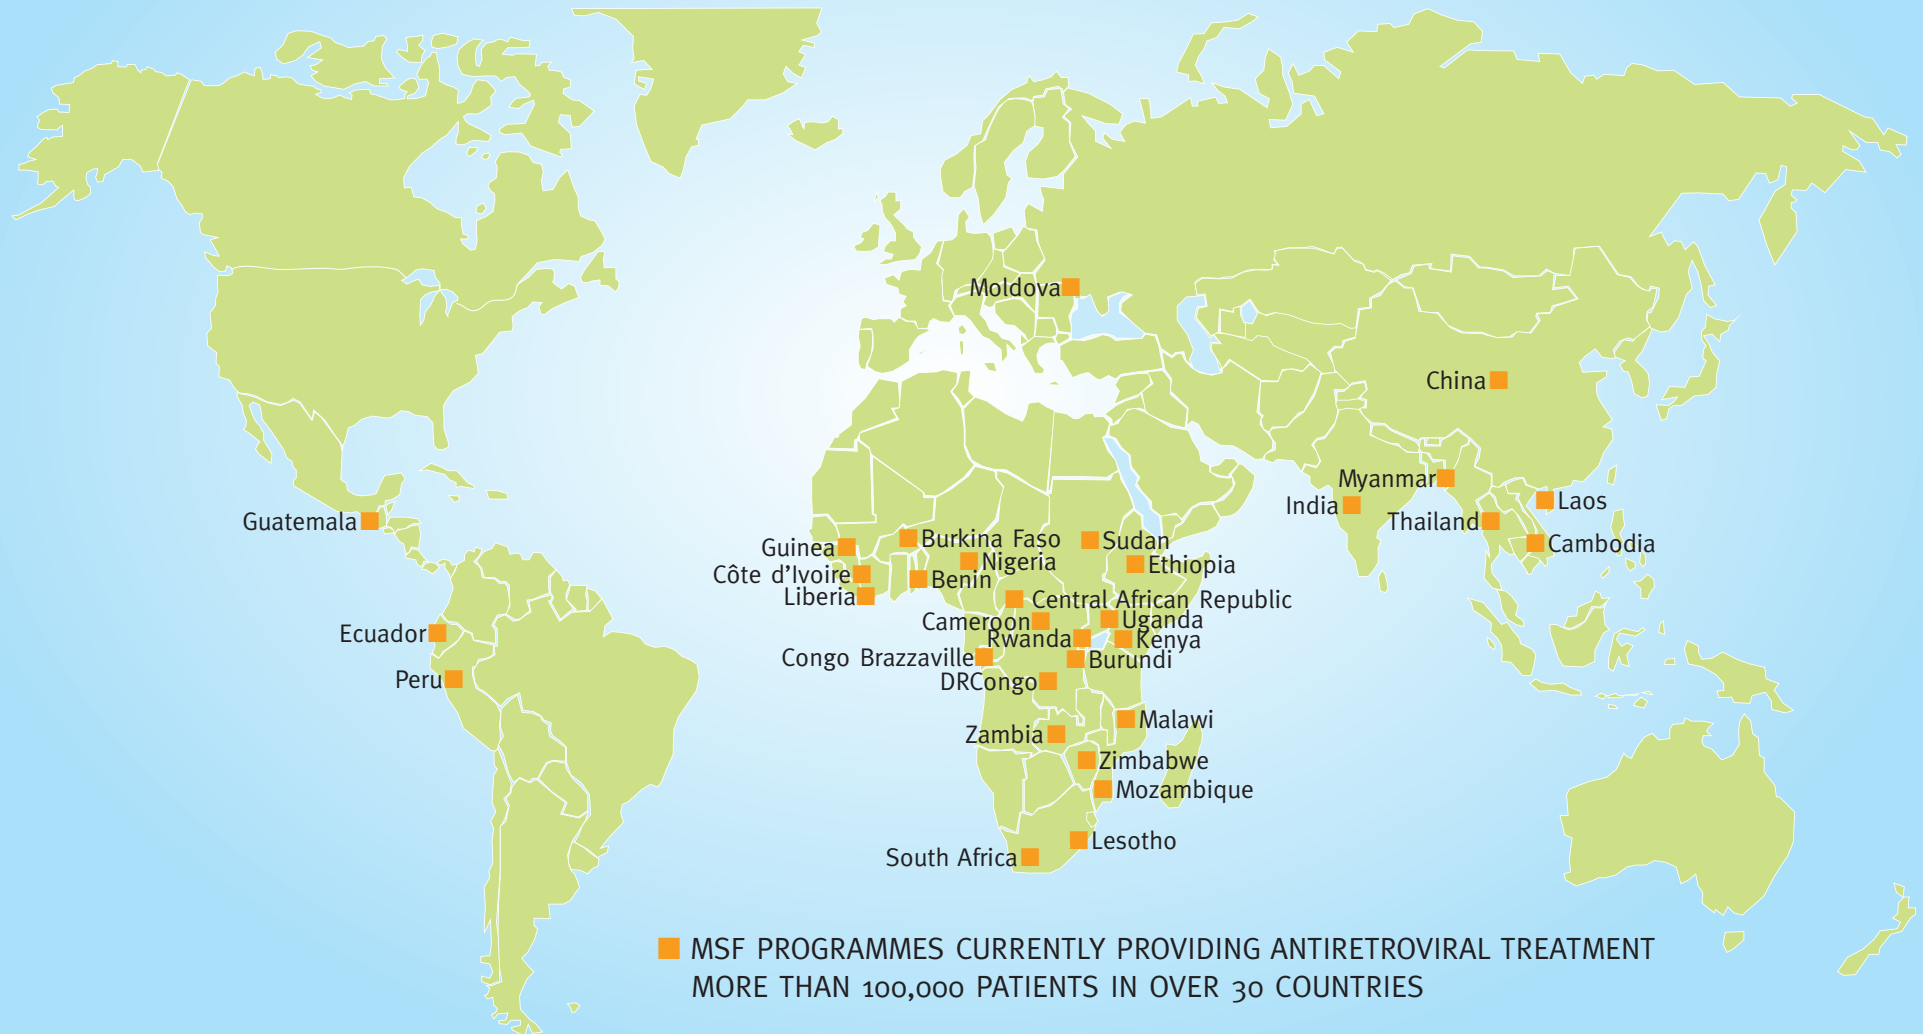 Moldova
China
Myanmar
India
Laos
Thailand
Cambodia
Guatemala
Guinea
Burkina Faso
Sudan
Nigeria
Ethiopia
Côte d'Ivoire
Benin
Liberia
Central African Republic
Cameroon
Uganda
Ecuador
Rwanda
Kenya
Congo Brazzaville
Burundi
Peru
DRCongo
Malawi
Zambia
Zimbabwe
Mozambique
Lesotho
South Africa
MSF PROGRAMMES CURRENTLY PROVIDING ANTIRETROVIRAL TREATMENT
MORE THAN 100,000 PATIENTS IN OVER 30 COUNTRIES